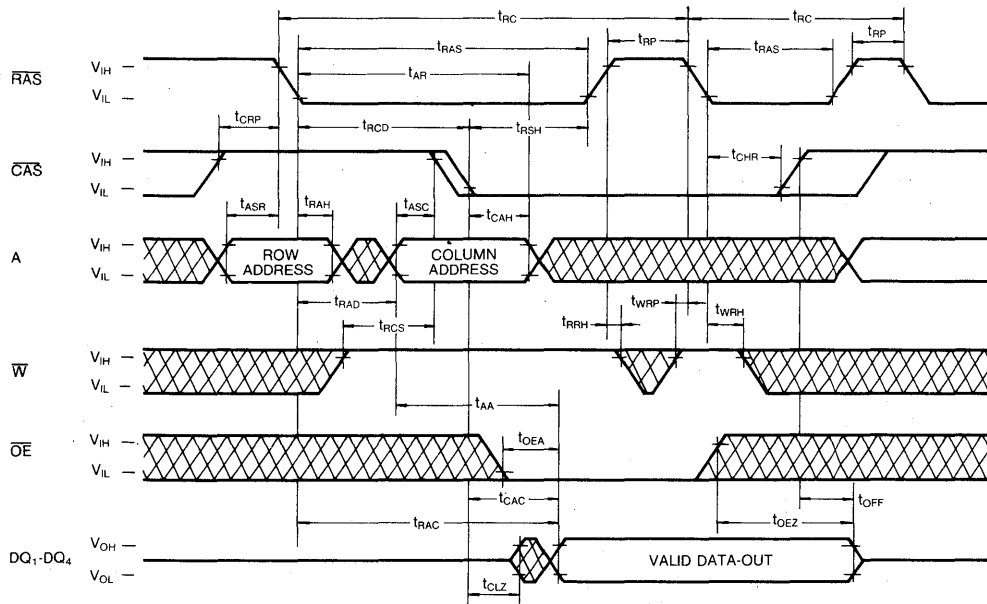 tRC tRC
tRAS tRP tRAS tRP
RAS VIH
VIL
tAR
tCRP tRCD tRSH
CAS VIH
VIL
tCHR
tASR tRAH tASC tCAH
A VIH
VIL
ROW ADDRESS
COLUMN ADDRESS
tRAD tWRP
tRCS tRRH tWRH
W VIH
VIL
tAA
OE VIH
VIL
tOEA
tCAC tOFF
tRAC tOEZ
DQ1-DQ4 VOH
VOL
VALID DATA-OUT
tCLZ